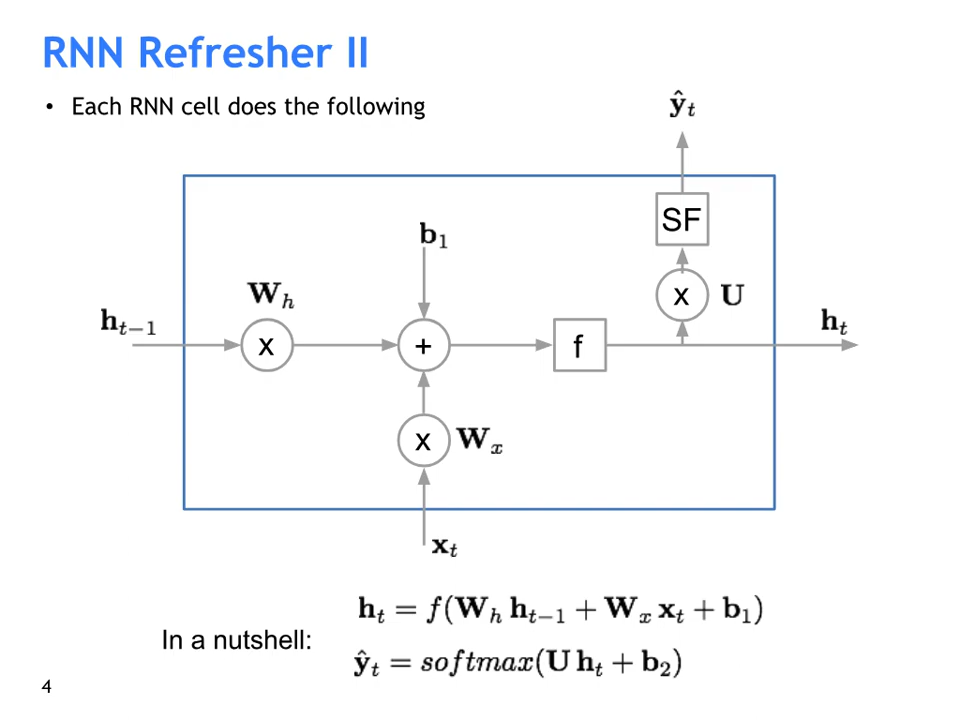 RNN Refresher II
• Each RNN cell does the following
ŷₜ
SF
b₁
x U
Wₕ
hₜ₋₁
hₜ
x
+
f
x Wₓ
xₜ
hₜ = f(Wₕ hₜ₋₁ + Wₓ xₜ + b₁)
In a nutshell:
ŷₜ = softmax(U hₜ + b₂)
4